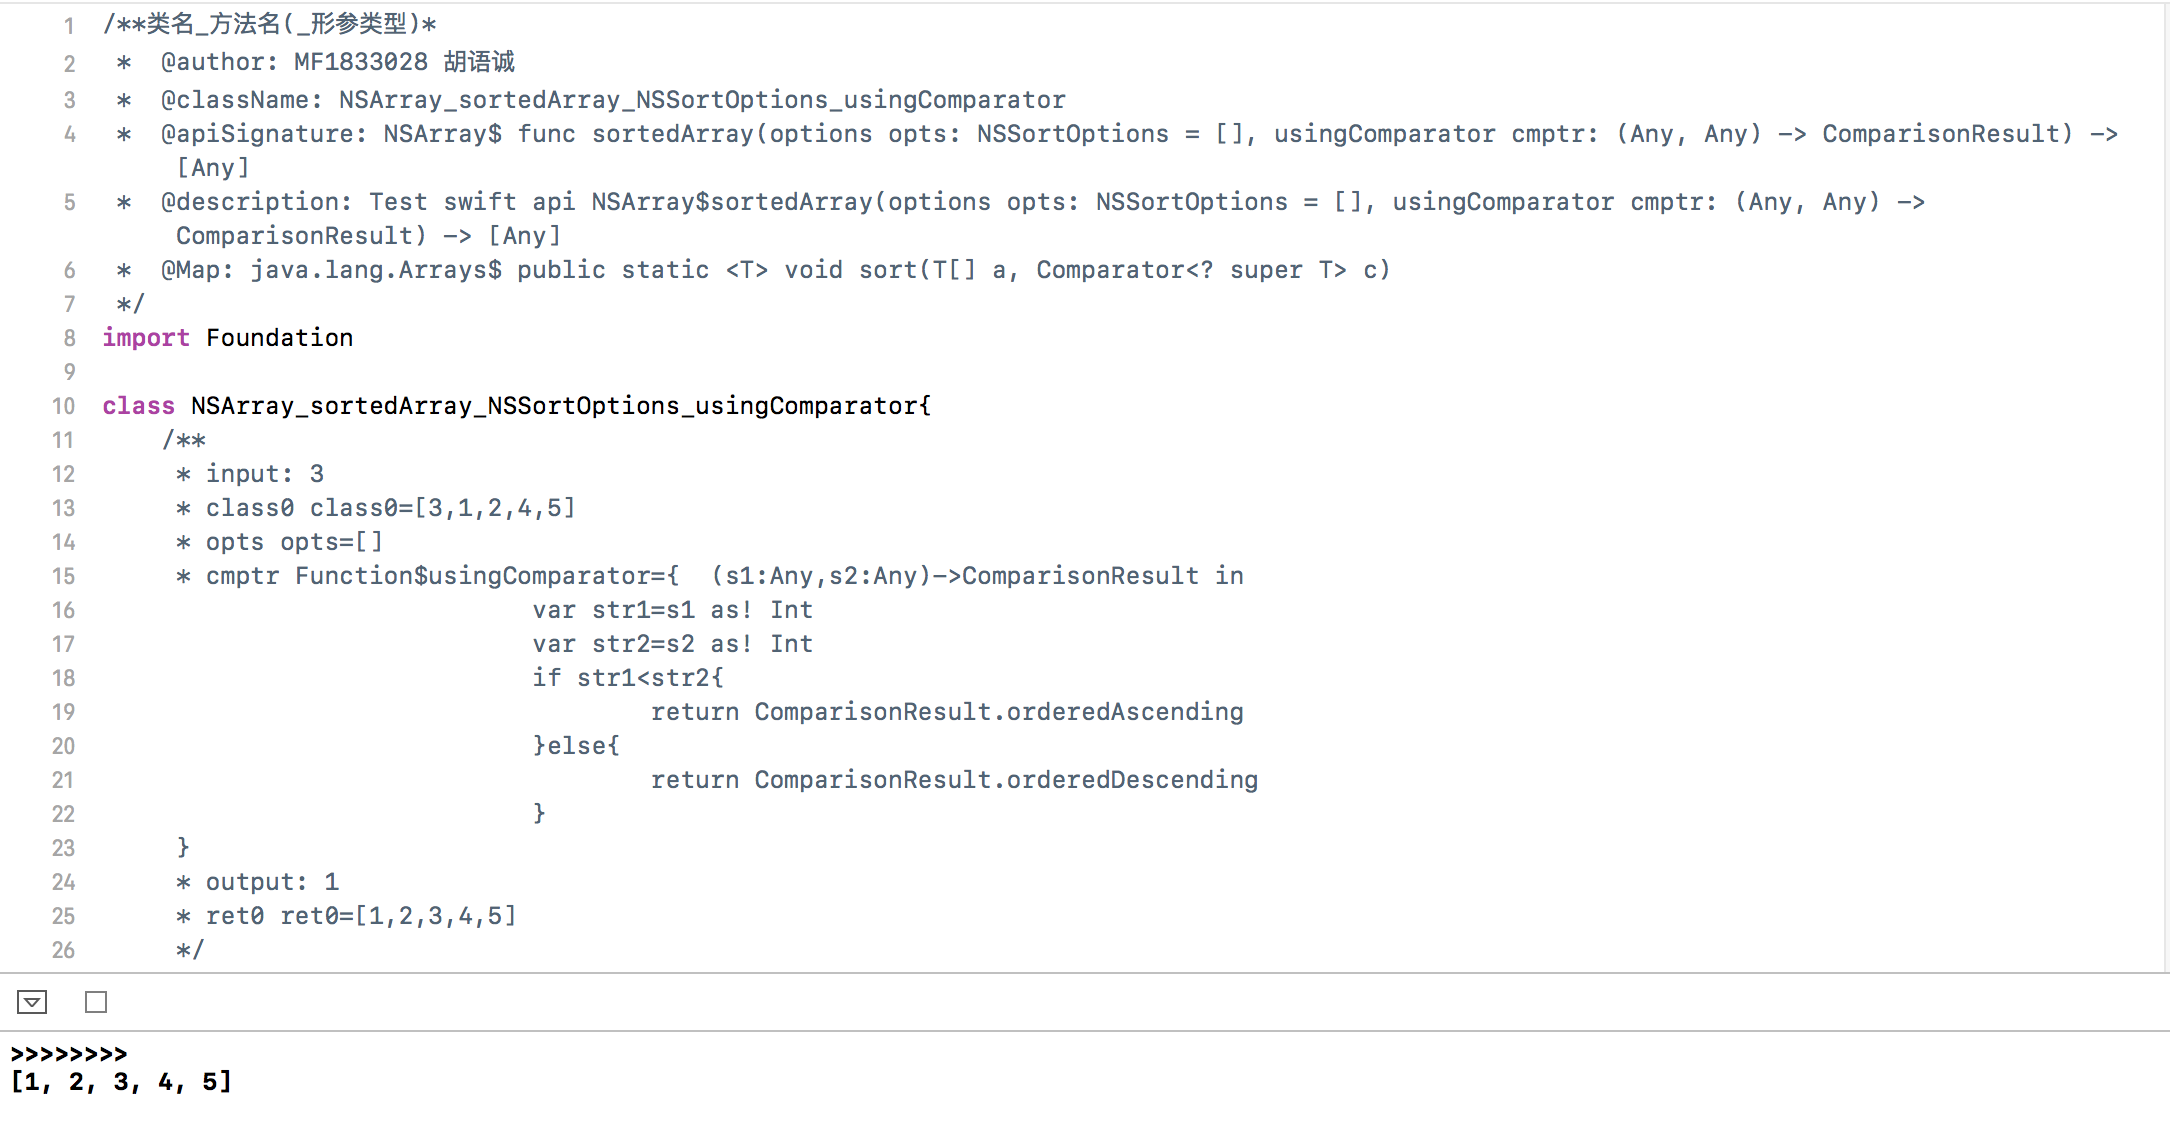 1 /**类名_方法名(_形参类型)*
2 * @author: MF1833028 胡语诚
3 * @className: NSArray_sortedArray_NSSortOptions_usingComparator
4 * @apiSignature: NSArray$ func sortedArray(options opts: NSSortOptions = [], usingComparator cmptr: (Any, Any) -> ComparisonResult) ->
[Any]
5 * @description: Test swift api NSArray$sortedArray(options opts: NSSortOptions = [], usingComparator cmptr: (Any, Any) ->
ComparisonResult) -> [Any]
6 * @Map: java.lang.Arrays$ public static <T> void sort(T[] a, Comparator<? super T> c)
7 */
8 import Foundation
9
10 class NSArray_sortedArray_NSSortOptions_usingComparator{
11 /**
12 * input: 3
13 * class0 class0=[3,1,2,4,5]
14 * opts opts=[]
15 * cmptr Function$usingComparator={  (s1:Any,s2:Any)->ComparisonResult in
16 var str1=s1 as! Int
17 var str2=s2 as! Int
18 if str1<str2{
19 return ComparisonResult.orderedAscending
20 }else{
21 return ComparisonResult.orderedDescending
22 }
23 }
24 * output: 1
25 * ret0 ret0=[1,2,3,4,5]
26 */
>>>>>>>>
[1, 2, 3, 4, 5]